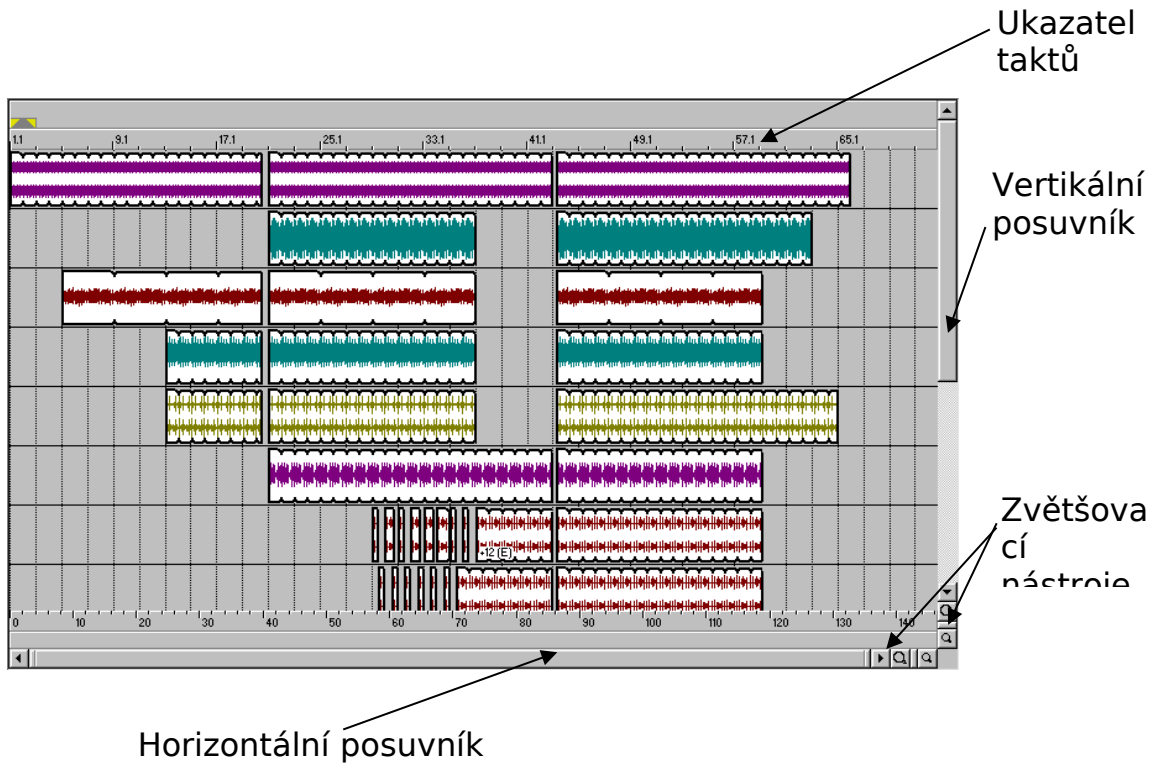 Ukazatel
taktů
1.1 9.1 17.1 25.1 33.1 41.1 49.1 57.1 65.1
Vertikální
posuvník
+12 (E)
Zvětšova
cí
nástroje
0 10 20 30 40 50 60 70 80 90 100 110 120 130 140
Horizontální posuvník